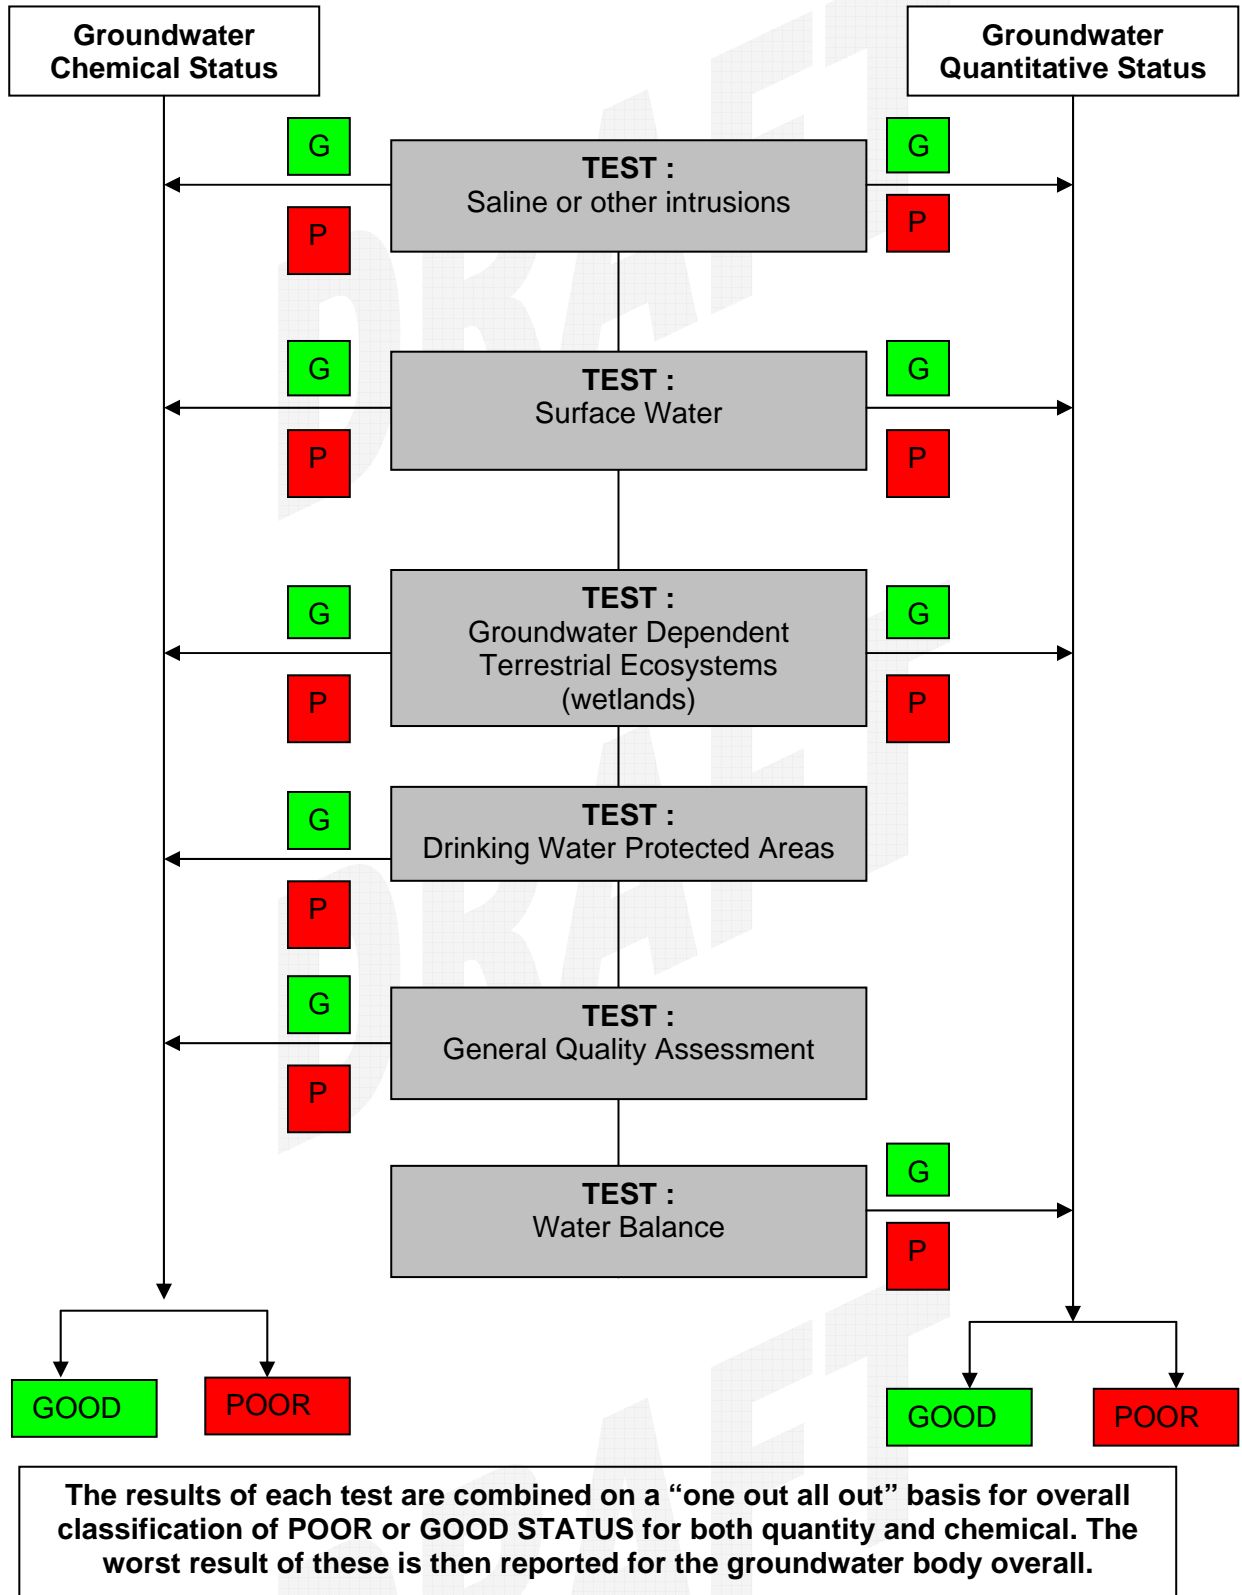 Groundwater
Chemical Status
Groundwater
Quantitative Status
G
P
TEST :
Saline or other intrusions
G
P
G
P
TEST :
Surface Water
G
P
G
P
TEST :
Groundwater Dependent
Terrestrial Ecosystems
(wetlands)
G
P
G
P
TEST :
Drinking Water Protected Areas
G
P
TEST :
General Quality Assessment
TEST :
Water Balance
G
P
GOOD
POOR
GOOD
POOR
The results of each test are combined on a “one out all out” basis for overall
classification of POOR or GOOD STATUS for both quantity and chemical. The
worst result of these is then reported for the groundwater body overall.
DRAFT
DRAFT
DRAFT